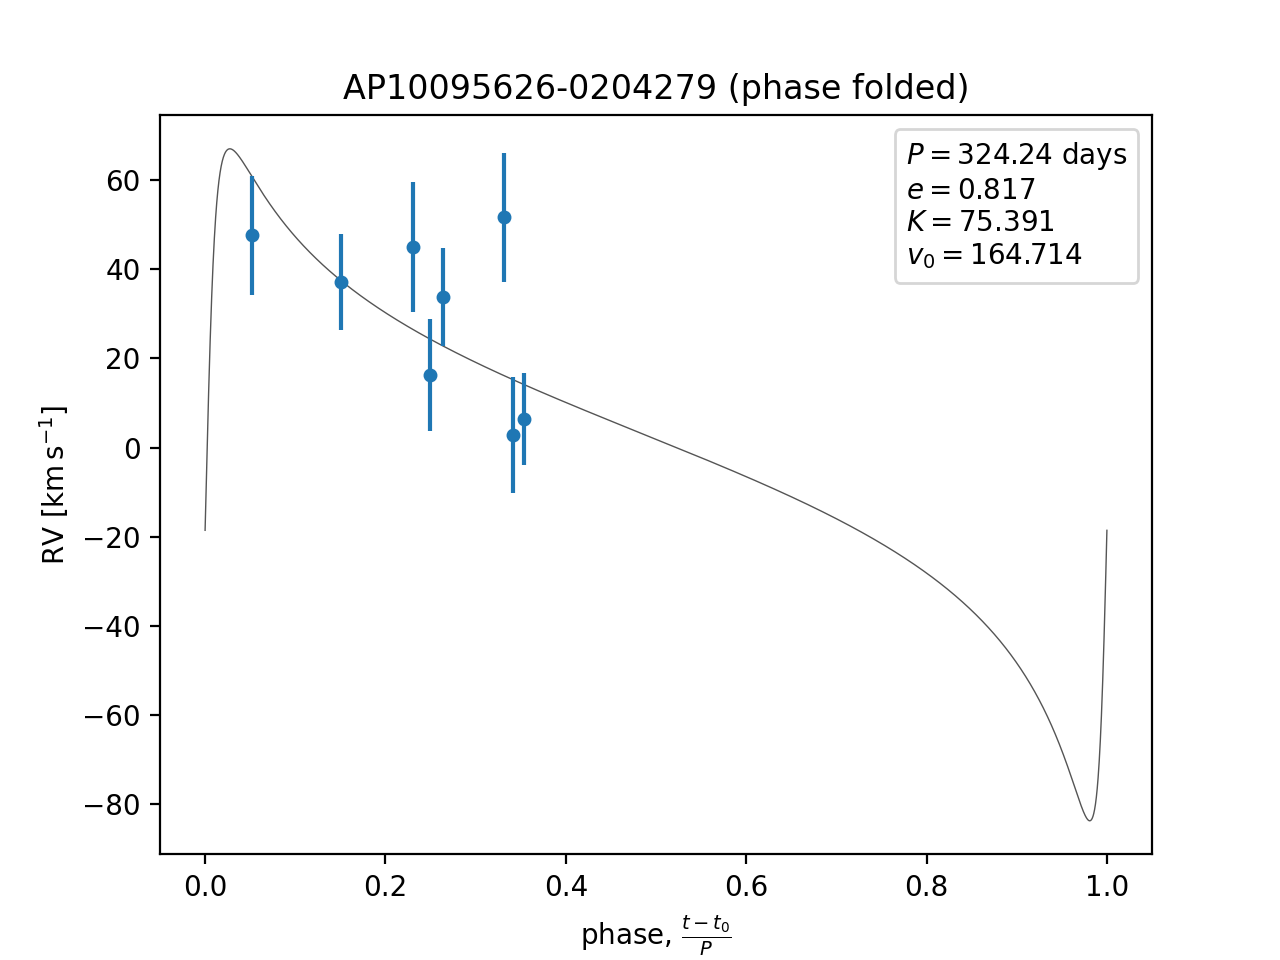 AP10095626-0204279 (phase folded)
P = 324.24 days
e = 0.817
K = 75.391
v₀ = 164.714
RV [km s⁻¹]
60
40
20
0
−20
−40
−60
−80
0.0 0.2 0.4 0.6 0.8 1.0
phase, (t − t₀)/P